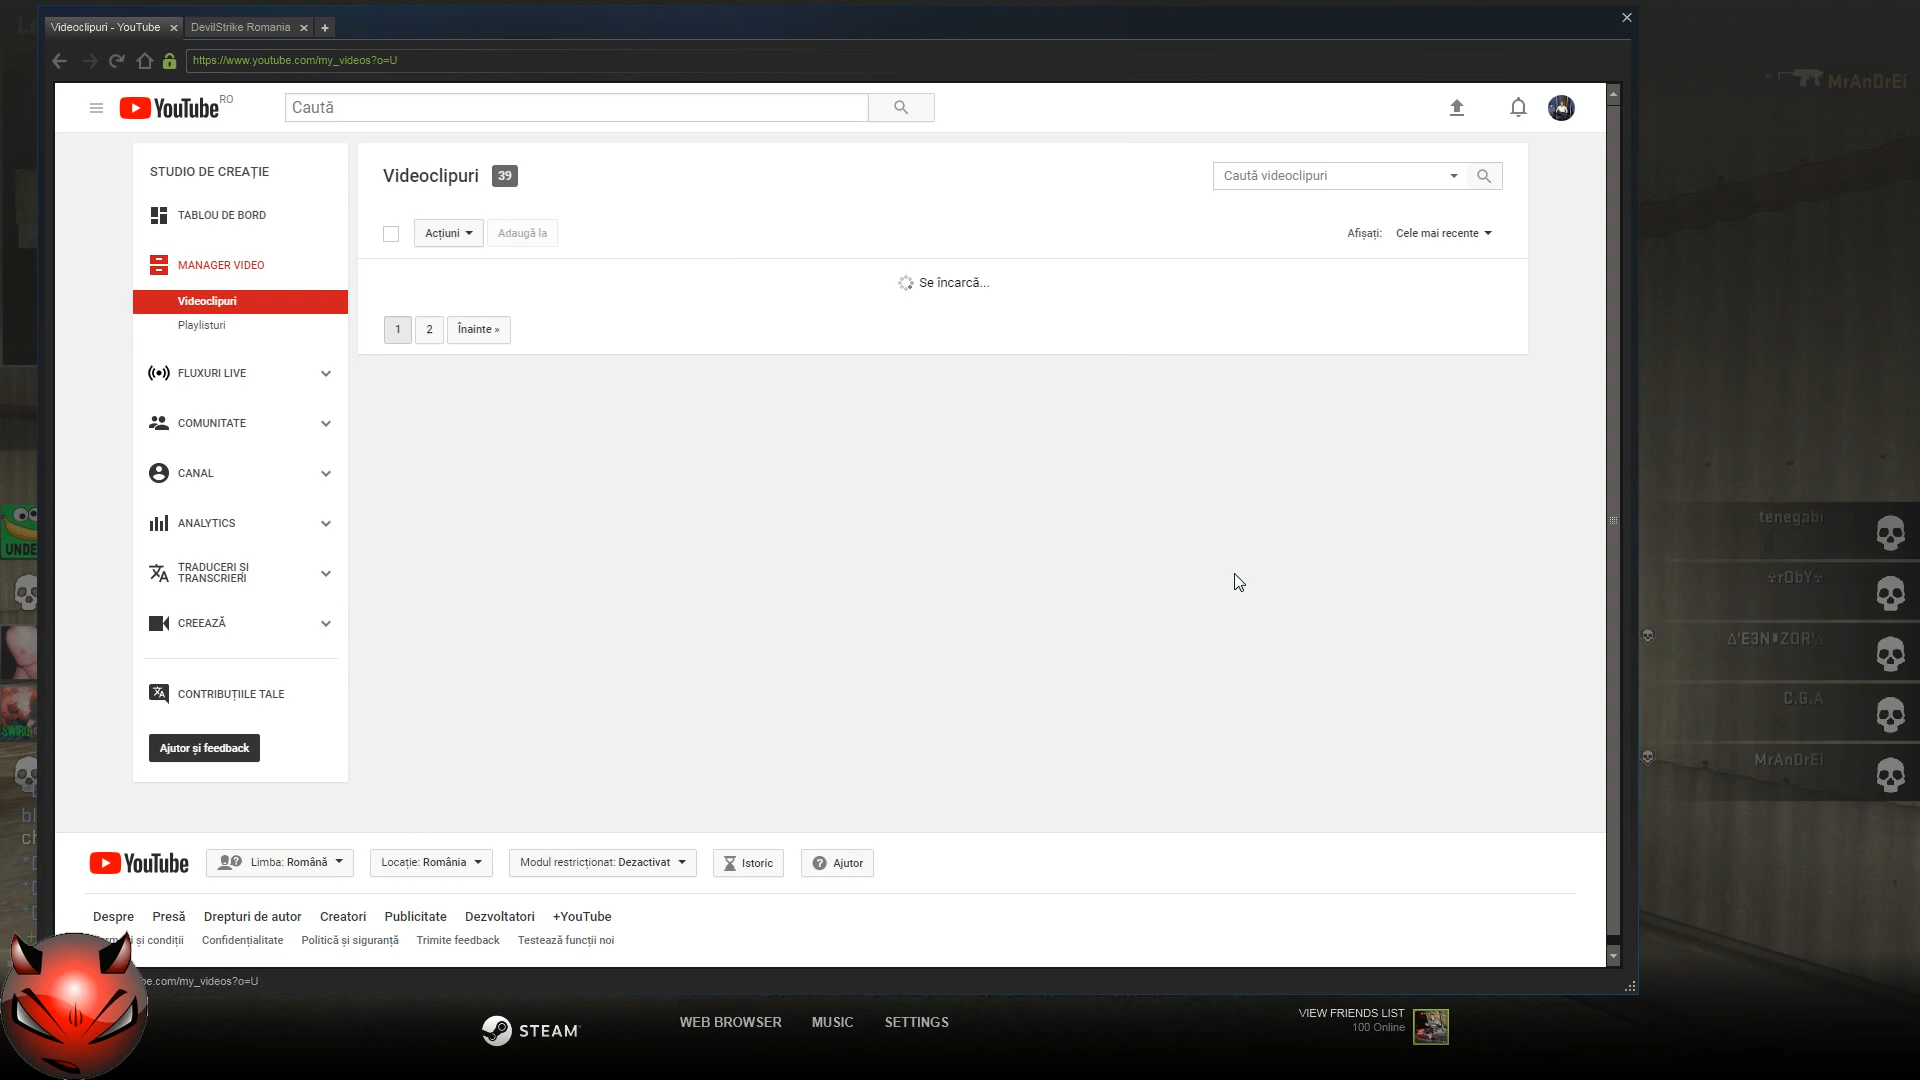 Videoclipuri - YouTube
DevilStrike Romania
https://www.youtube.com/my_videos?o=U
YouTube RO
Caută
MrAnDrEi
STUDIO DE CREAȚIE
TABLOU DE BORD
MANAGER VIDEO
Videoclipuri
Playlisturi
FLUXURI LIVE
COMUNITATE
CANAL
ANALYTICS
TRADUCERI ȘI
TRANSCRIERI
CREEAZĂ
CONTRIBUȚIILE TALE
Ajutor și feedback
Videoclipuri 39
Caută videoclipuri
Acțiuni
Adaugă la
Afișați: Cele mai recente
Se încarcă...
1 2 Înainte »
tenegabi
☣rObY☣
C.G.A
MrAnDrEi
UNDE
YouTube
Limba: Română
Locație: România
Modul restricționat: Dezactivat
Istoric
Ajutor
Despre Presă Drepturi de autor Creatori Publicitate Dezvoltatori +YouTube
și condiții Confidențialitate Politică și siguranță Trimite feedback Testează funcții noi
be.com/my_videos?o=U
STEAM
WEB BROWSER MUSIC SETTINGS
VIEW FRIENDS LIST
100 Online